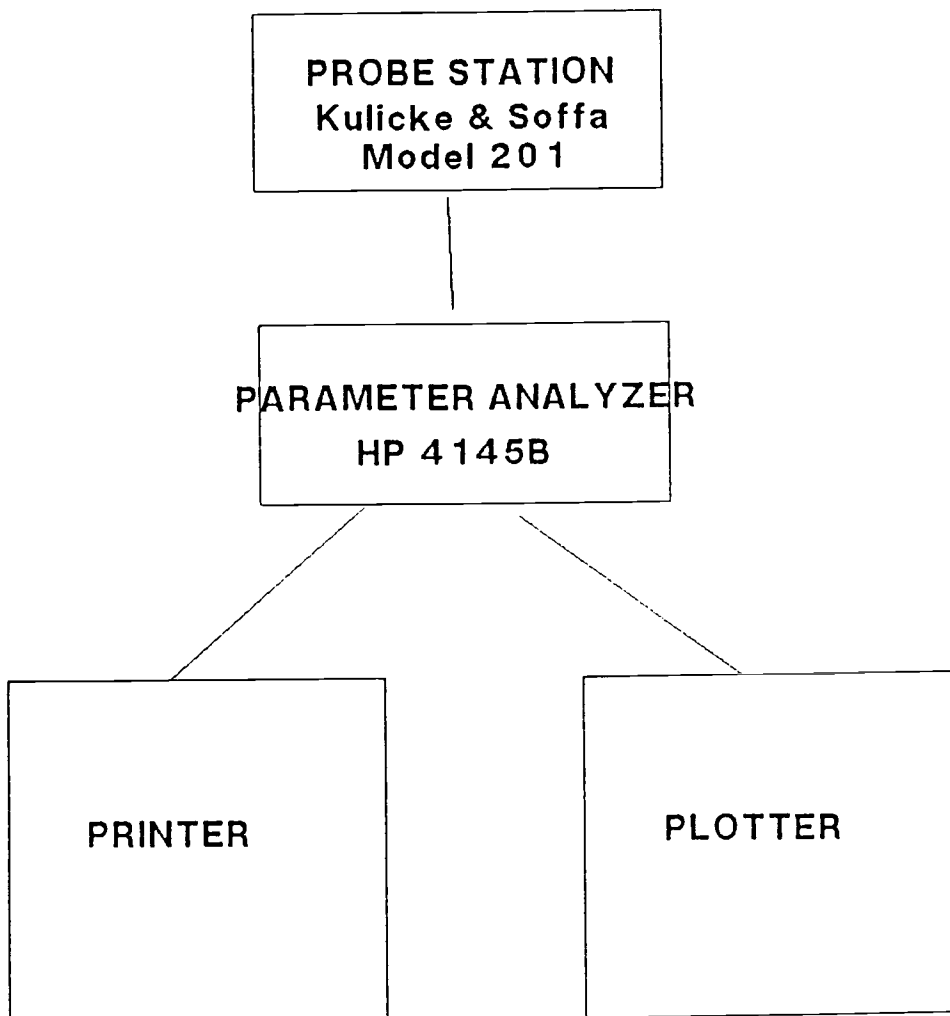 PROBE STATION
Kulicke & Soffa
Model 201
PARAMETER ANALYZER
HP 4145B
PRINTER
PLOTTER